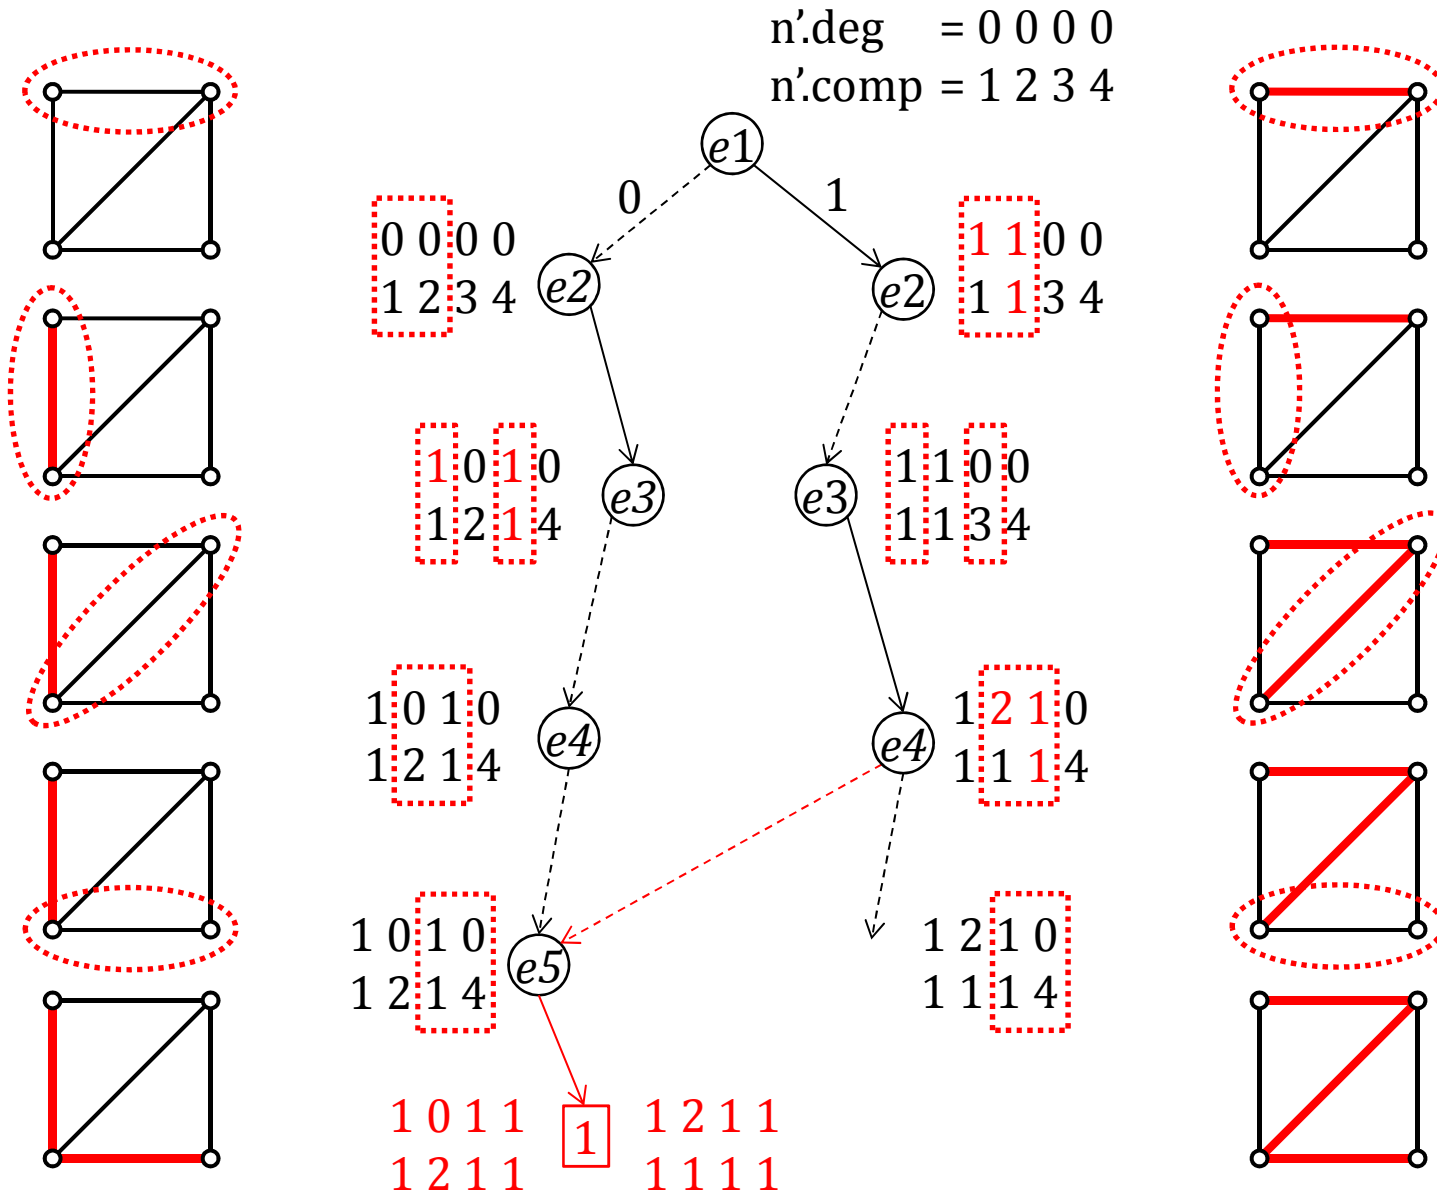 n’.deg = 0 0 0 0
n’.comp = 1 2 3 4
e1
0
1
0 0 0 0
1 2 3 4
e2
e2
1 1 0 0
1 1 3 4
1 0 1 0
1 2 1 4
e3
e3
1 1 0 0
1 1 3 4
1 0 1 0
1 2 1 4
e4
e4
1 2 1 0
1 1 1 4
1 0 1 0
1 2 1 4
e5
1 2 1 0
1 1 1 4
1 0 1 1
1 2 1 1
1
1 2 1 1
1 1 1 1